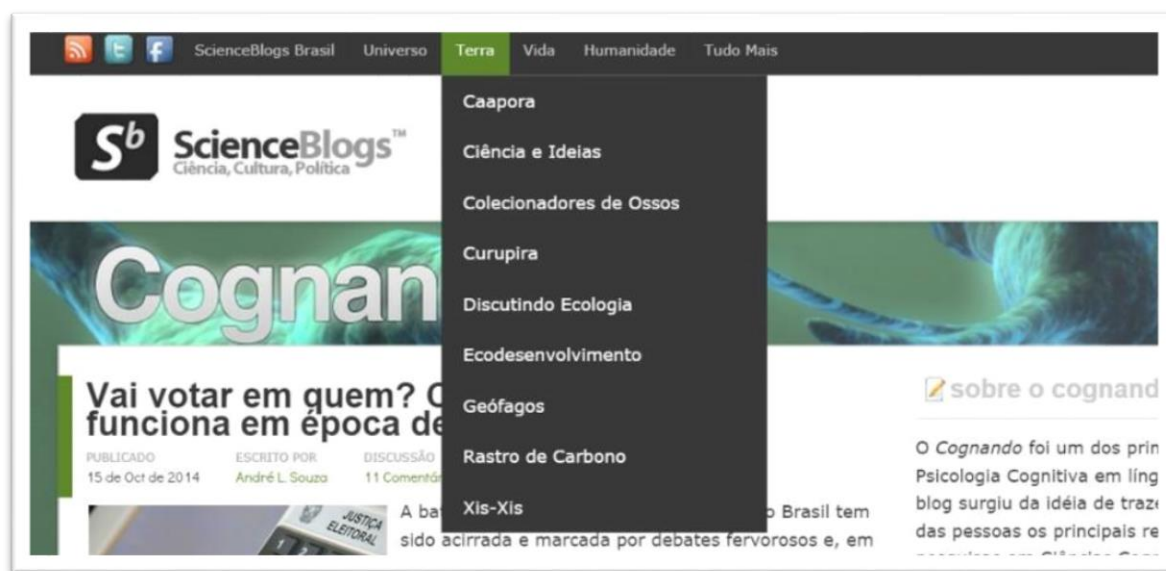 ScienceBlogs Brasil Universo Terra Vida Humanidade Tudo Mais
Caapora
Ciência e Ideias
Colecionadores de Ossos
Curupira
Discutindo Ecologia
Ecodesenvolvimento
Geófagos
Rastro de Carbono
Xis-Xis
Sb ScienceBlogs™
Ciência, Cultura, Política
Cognan
Vai votar em quem? C
funciona em época de
PUBLICADO ESCRITO POR DISCUSSÃO
15 de Oct de 2014 André L. Souza 11 Comentár
JUSTIÇA
ELEITORAL
1 2
A ba o Brasil tem
sido acirrada e marcada por debates fervorosos e, em
sobre o cognand
O Cognando foi um dos prin
Psicologia Cognitiva em líng
blog surgiu da idéia de traze
das pessoas os principais re